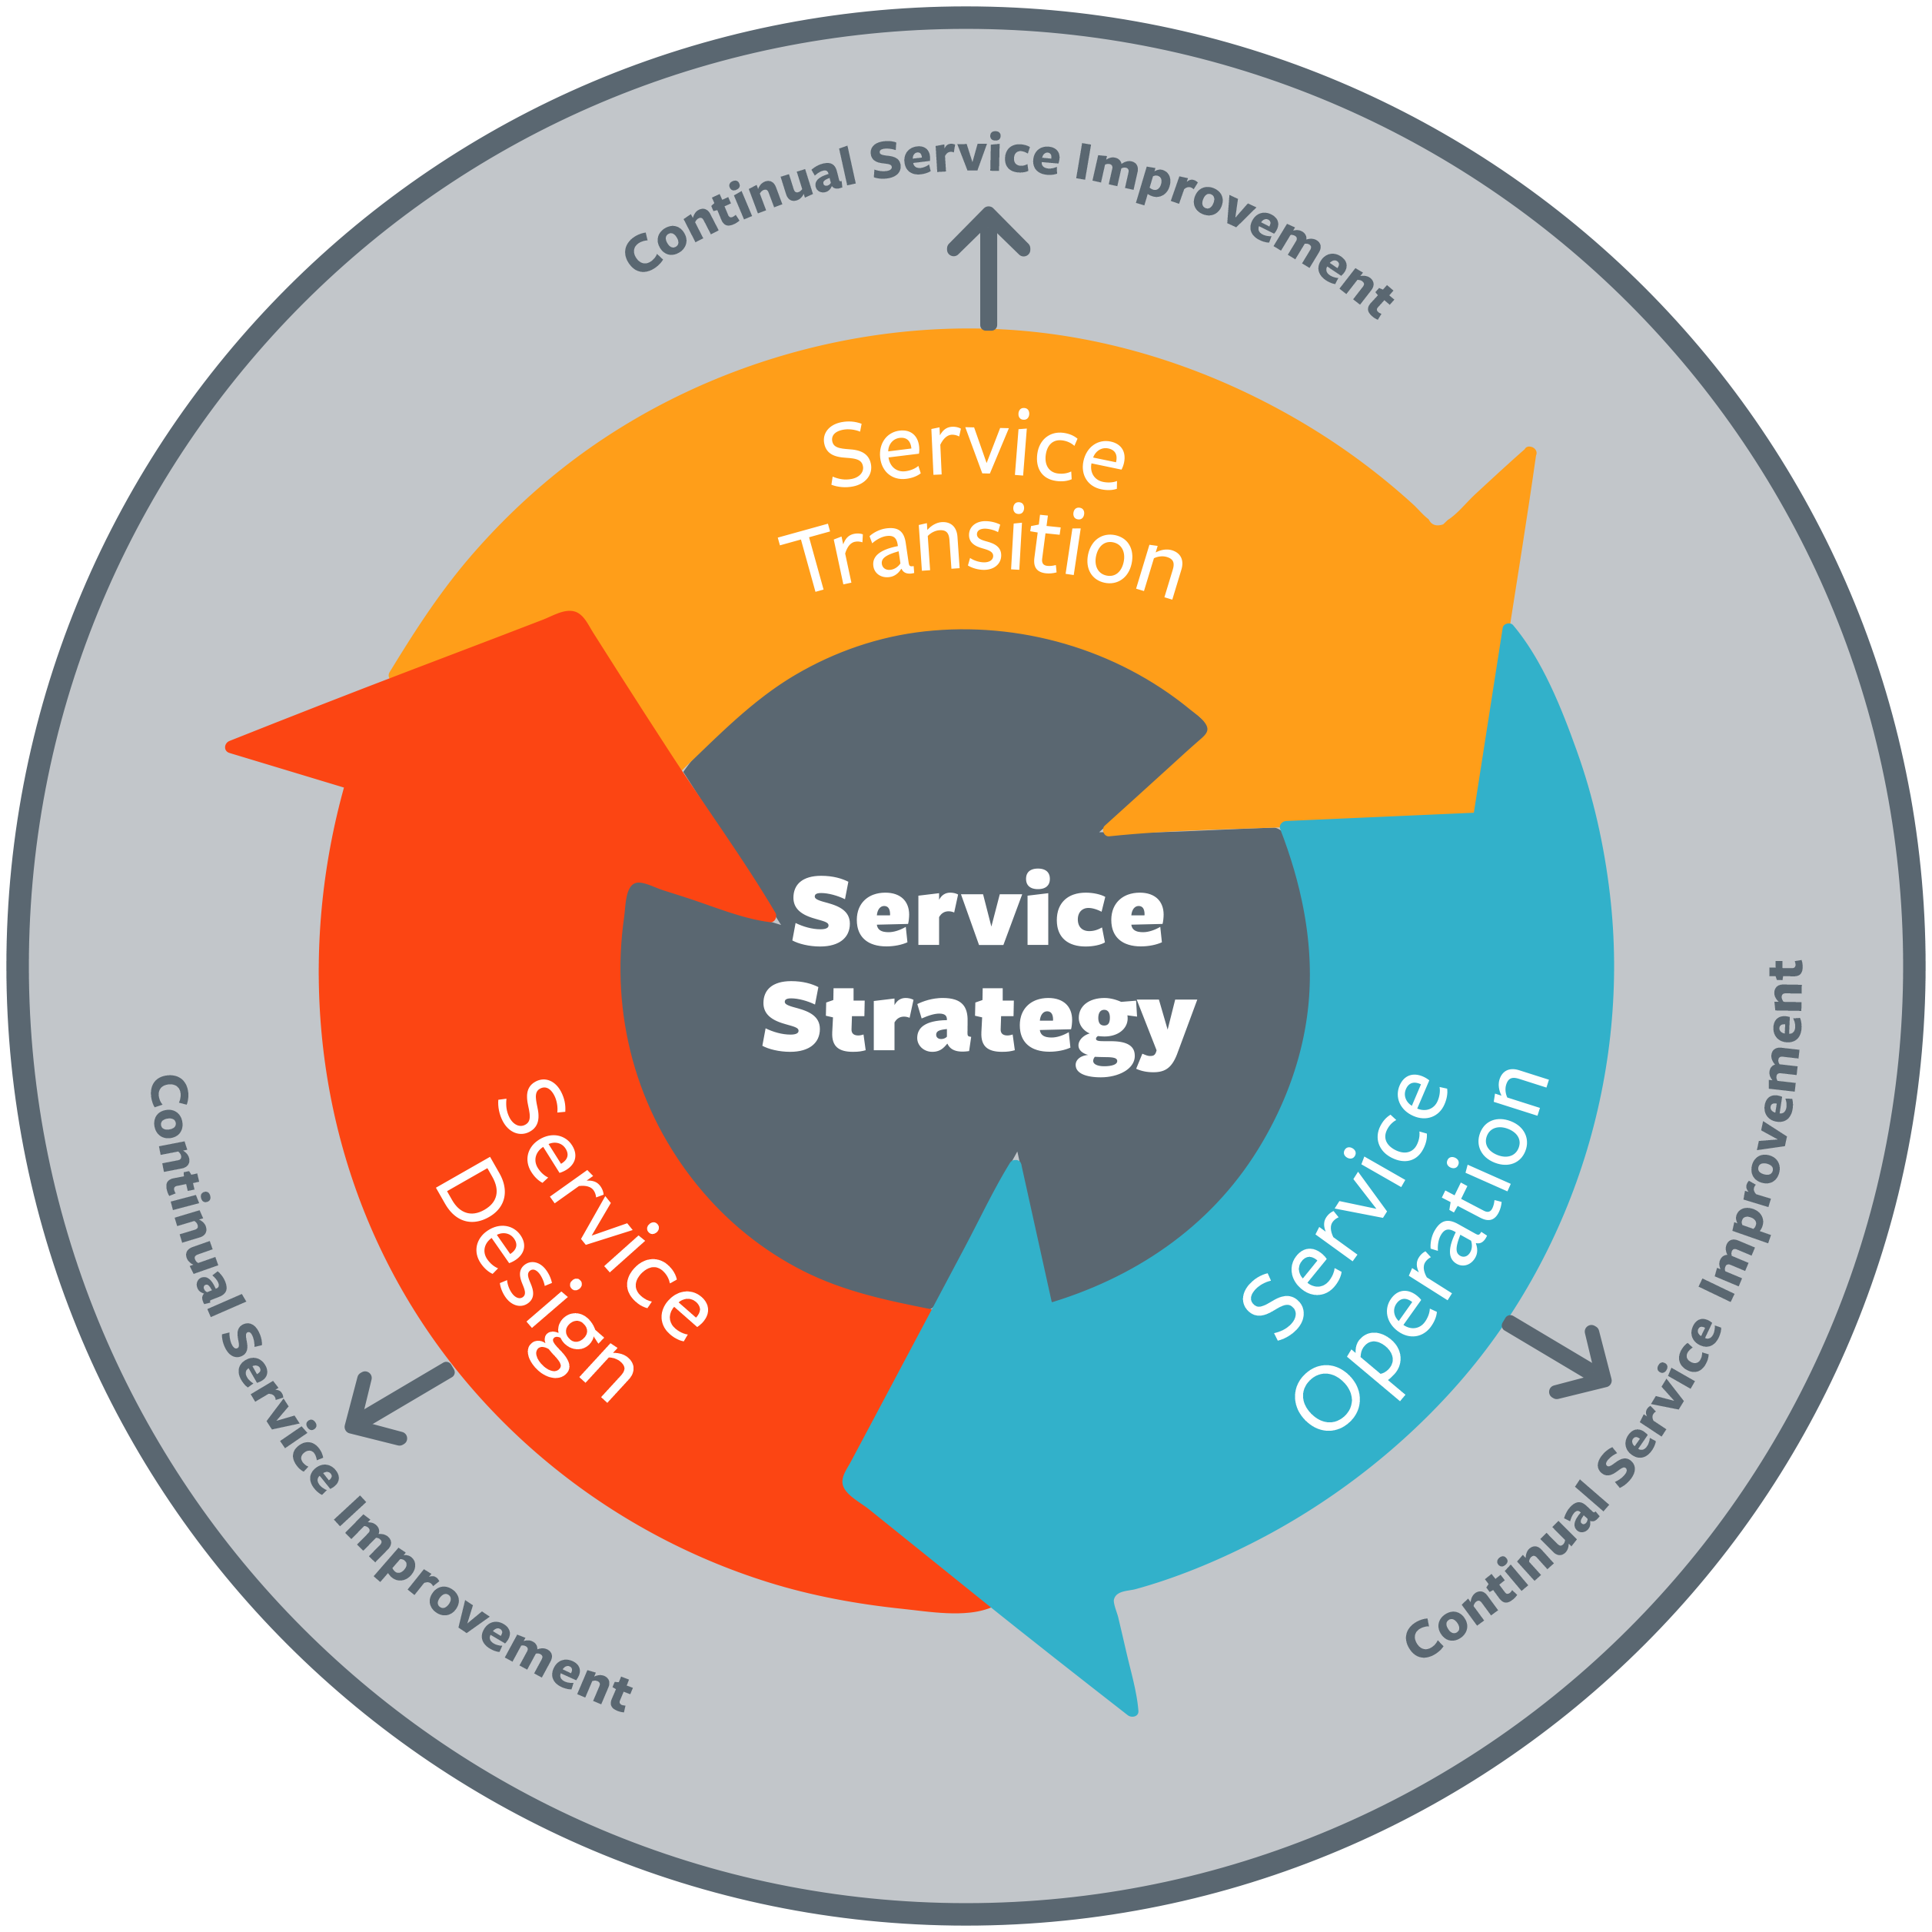 Continual Service Improvement
Service
Transition
Service
Strategy
Service
Design
Service
Operation
Continual Service Improvement
Continual Service Improvement